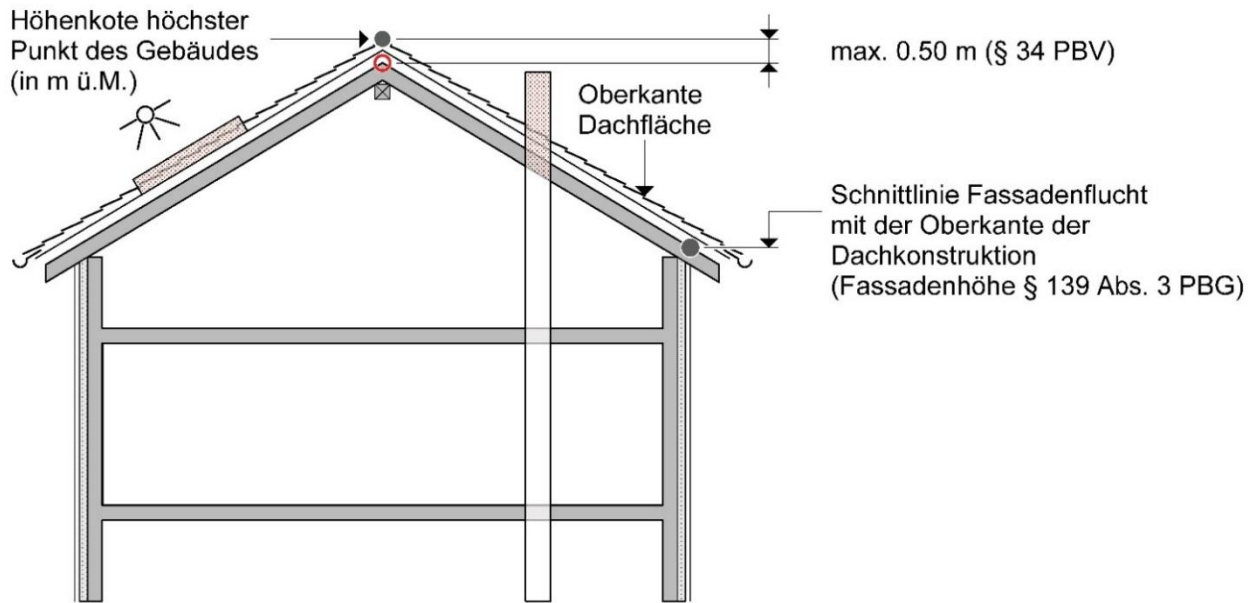 Höhenkote höchster
Punkt des Gebäudes
(in m ü.M.)
max. 0.50 m (§ 34 PBV)
Oberkante
Dachfläche
Schnittlinie Fassadenflucht
mit der Oberkante der
Dachkonstruktion
(Fassadenhöhe § 139 Abs. 3 PBG)